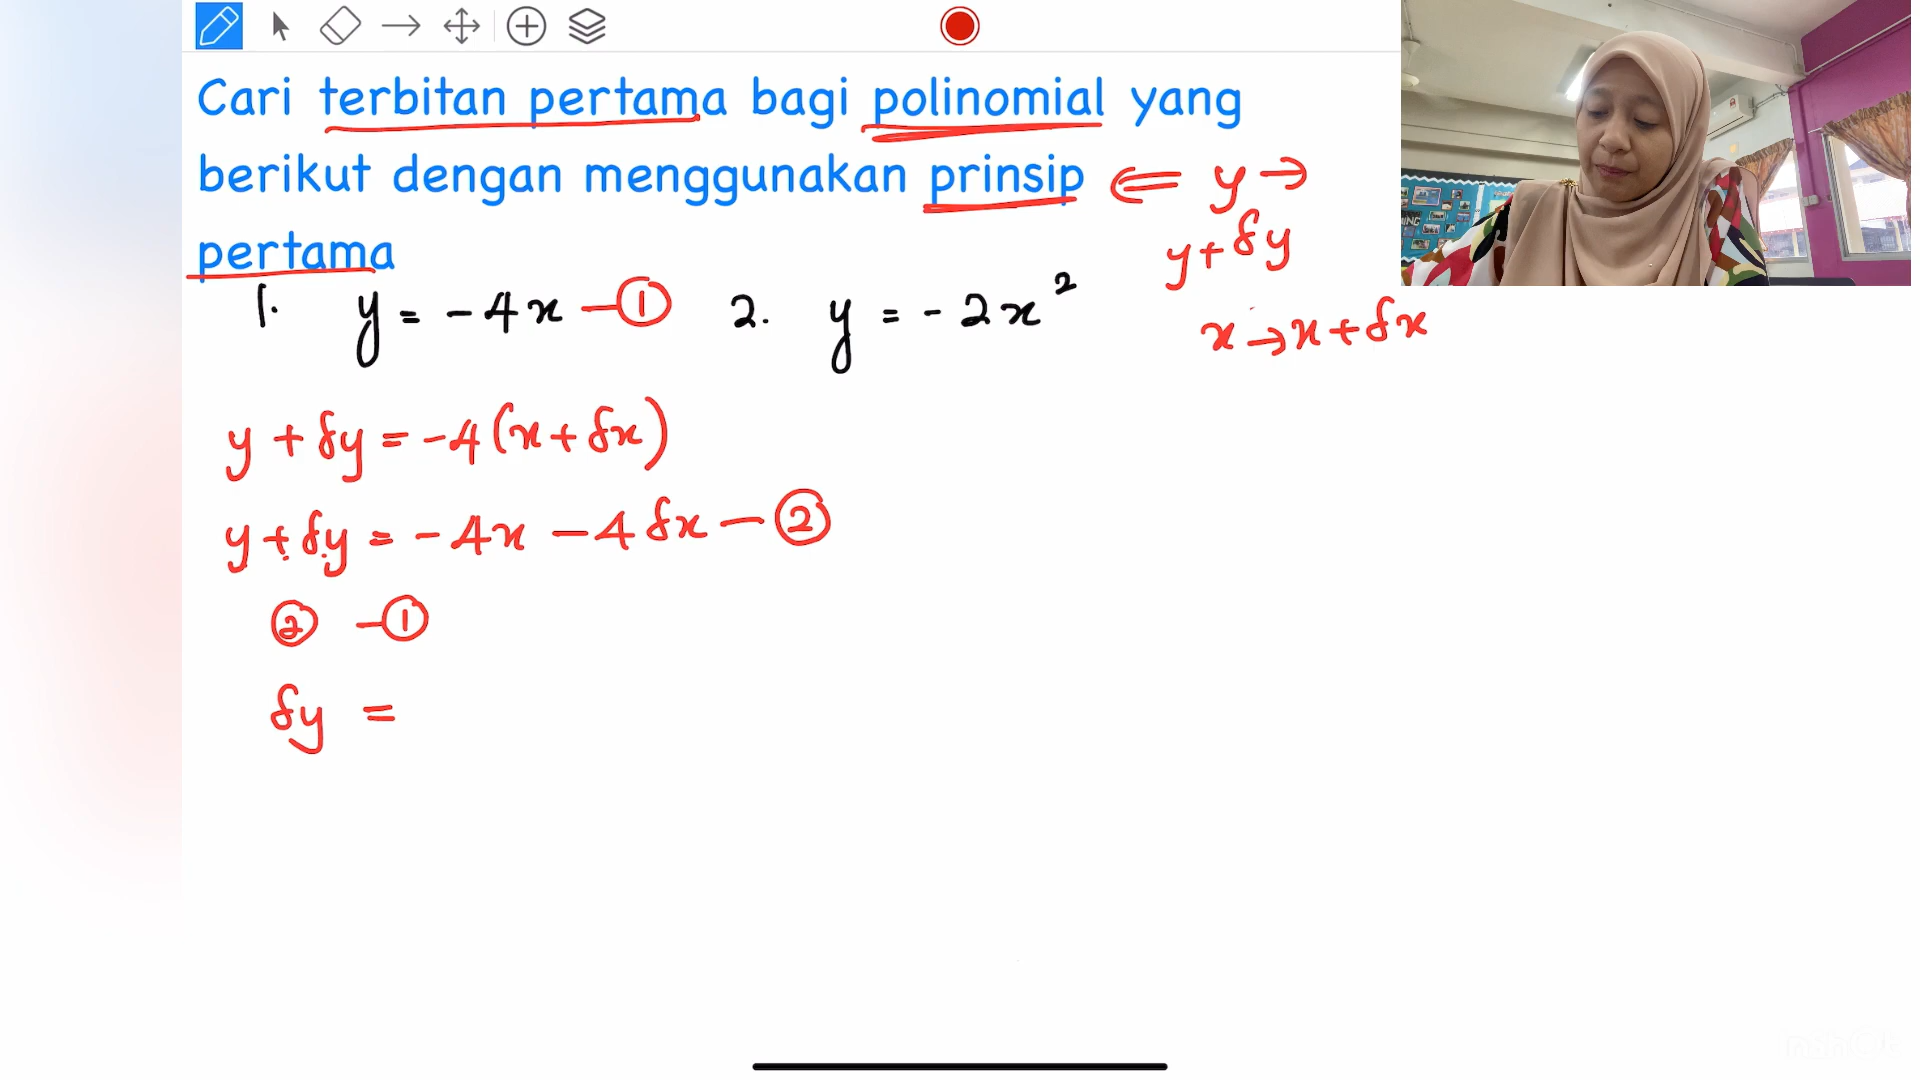 Cari terbitan pertama bagi polinomial yang
berikut dengan menggunakan prinsip ⇐ y →
pertama
y + δy
1. y = -4x —① 2. y = -2x²
x → x + δx
y + δy = -4(x + δx)
y + δy = -4x - 4δx —②
② - ①
δy =